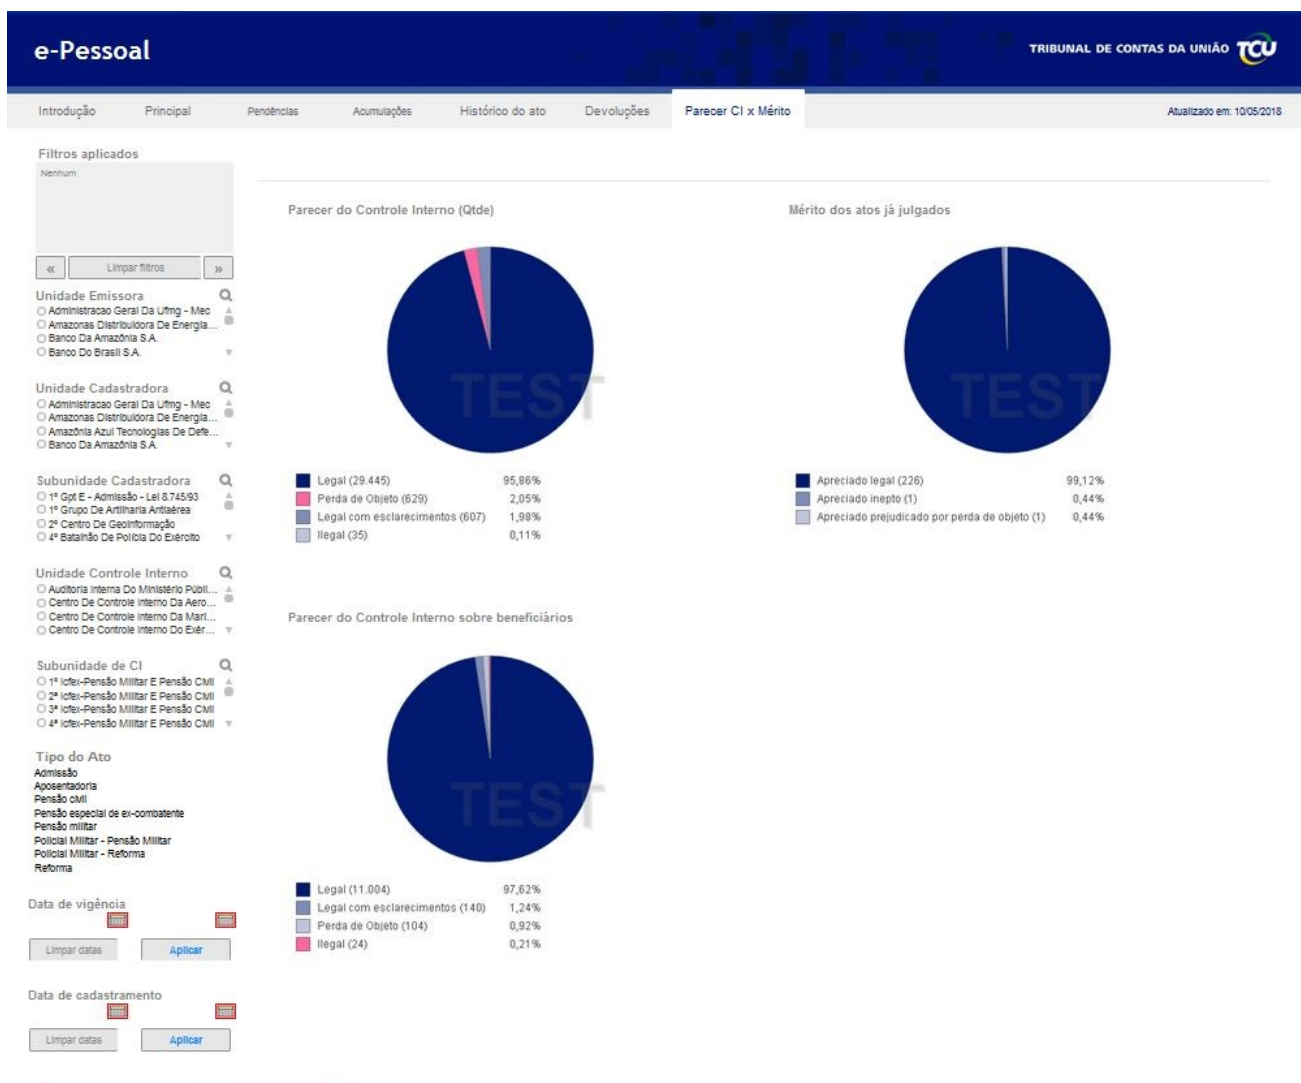 e-Pessoal
TRIBUNAL DE CONTAS DA UNIÃO TCU
Introdução Principal Pendências Acumulações Histórico do ato Devoluções Parecer CI x Mérito Atualizado em: 10/05/2018
Filtros aplicados
Nenhum
« Limpar filtros »
Unidade Emissora
Administracao Geral Da Ufmg - Mec
Amazonas Distribuidora De Energia...
Banco Da Amazônia S.A.
Banco Do Brasil S.A.
Unidade Cadastradora
Administracao Geral Da Ufmg - Mec
Amazonas Distribuidora De Energia...
Amazônia Azul Tecnologias De Defe...
Banco Da Amazônia S.A.
Subunidade Cadastradora
1º Gpt E - Admissão - Lei 8.745/93
1º Grupo De Artilharia Antiaérea
2º Centro De Geoinformação
4º Batalhão De Polícia Do Exército
Unidade Controle Interno
Auditoria Interna Do Ministério Públi...
Centro De Controle Interno Da Aero...
Centro De Controle Interno Da Mari...
Centro De Controle Interno Do Exér...
Subunidade de CI
1ª Icfex-Pensão Militar E Pensão Civil
2ª Icfex-Pensão Militar E Pensão Civil
3ª Icfex-Pensão Militar E Pensão Civil
4ª Icfex-Pensão Militar E Pensão Civil
Tipo do Ato
Admissão
Aposentadoria
Pensão civil
Pensão especial de ex-combatente
Pensão militar
Policial Militar - Pensão Militar
Policial Militar - Reforma
Reforma
Data de vigência
Limpar datas Aplicar
Data de cadastramento
Limpar datas Aplicar
Parecer do Controle Interno (Qtde)
TEST
Legal (29.445) 95,86%
Perda de Objeto (629) 2,05%
Legal com esclarecimentos (607) 1,98%
Ilegal (35) 0,11%
Mérito dos atos já julgados
TEST
Apreciado legal (226) 99,12%
Apreciado inepto (1) 0,44%
Apreciado prejudicado por perda de objeto (1) 0,44%
Parecer do Controle Interno sobre beneficiários
TEST
Legal (11.004) 97,62%
Legal com esclarecimentos (140) 1,24%
Perda de Objeto (104) 0,92%
Ilegal (24) 0,21%